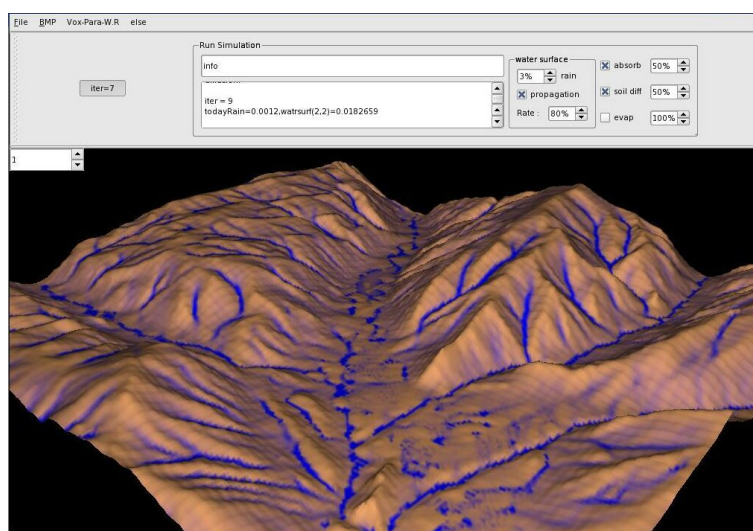 File BMP Vox-Para-W.R else
Run Simulation
info
iter=7
iter = 9
todayRain=0.0012,watrsurf(2,2)=0.0182659
water surface
3% rain
propagation
Rate : 80%
absorb 50%
soil diff 50%
evap 100%
1